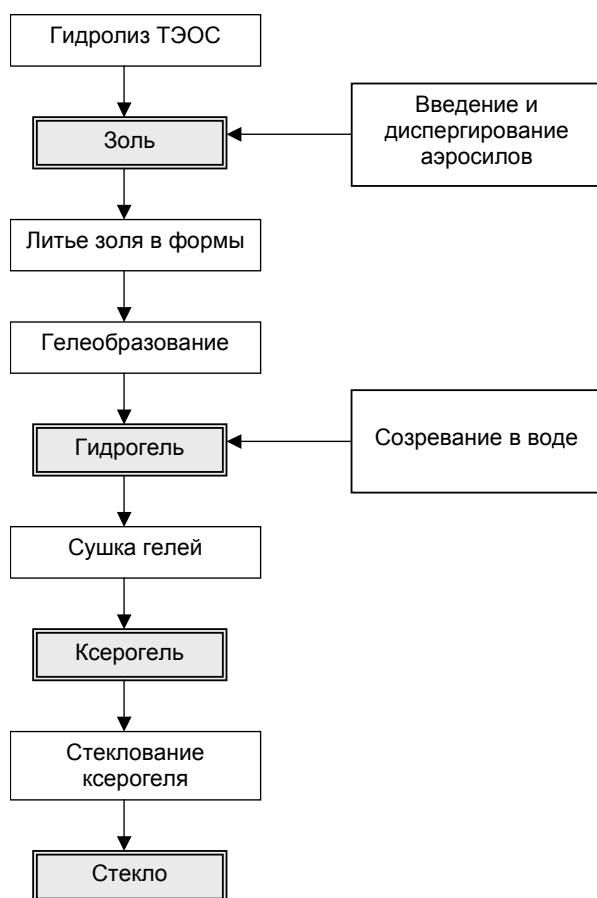 Гидролиз ТЭОС
Золь
Введение и
диспергирование
аэросилов
Литье золя в формы
Гелеобразование
Гидрогель
Созревание в воде
Сушка гелей
Ксерогель
Стеклование
ксерогеля
Стекло